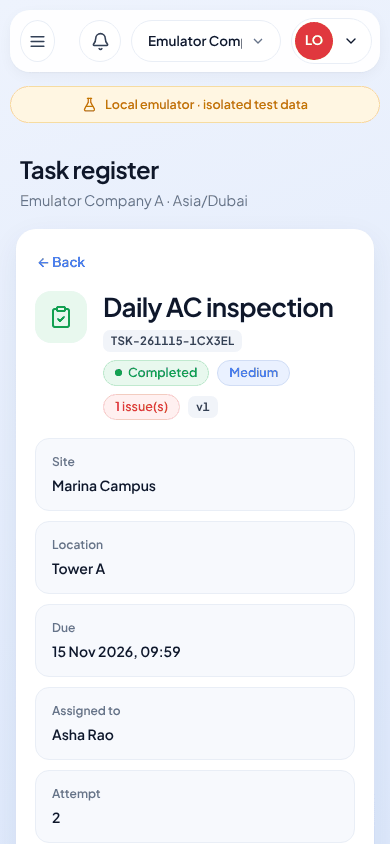 Emulator Comp
LO
Local emulator · isolated test data
Task register
Emulator Company A · Asia/Dubai
← Back
Daily AC inspection
TSK-261115-1CX3EL
Completed Medium
1 issue(s) v1
Site
Marina Campus
Location
Tower A
Due
15 Nov 2026, 09:59
Assigned to
Asha Rao
Attempt
2